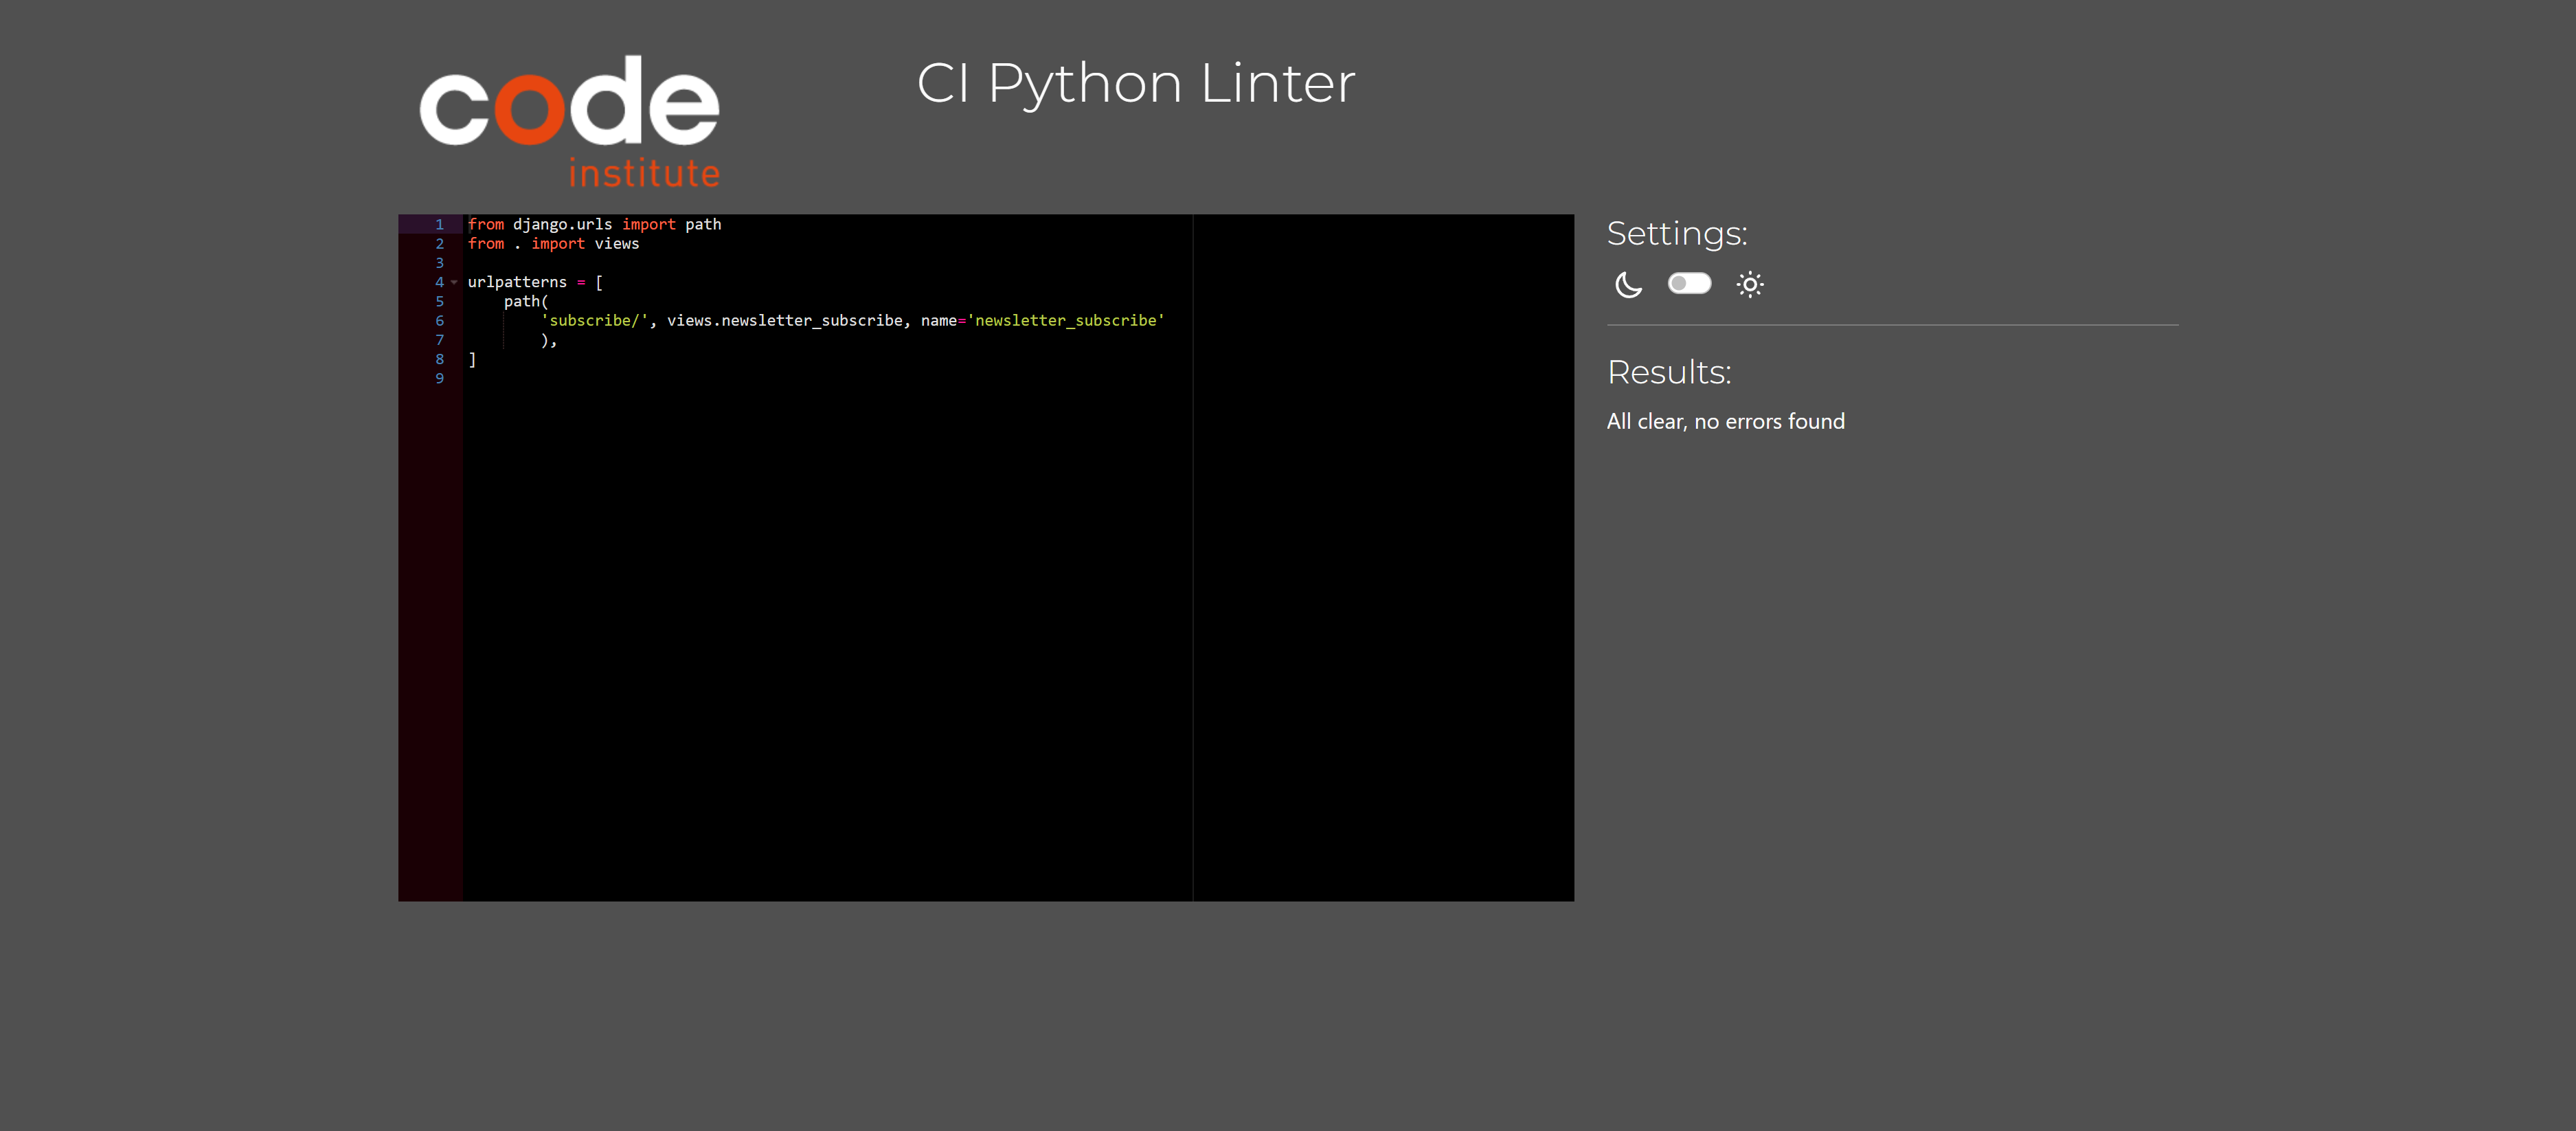 code
institute
CI Python Linter
1 from django.urls import path
2 from . import views
3
4 urlpatterns = [
5     path(
6         'subscribe/', views.newsletter_subscribe, name='newsletter_subscribe'
7         ),
8 ]
9
Settings:
Results:
All clear, no errors found